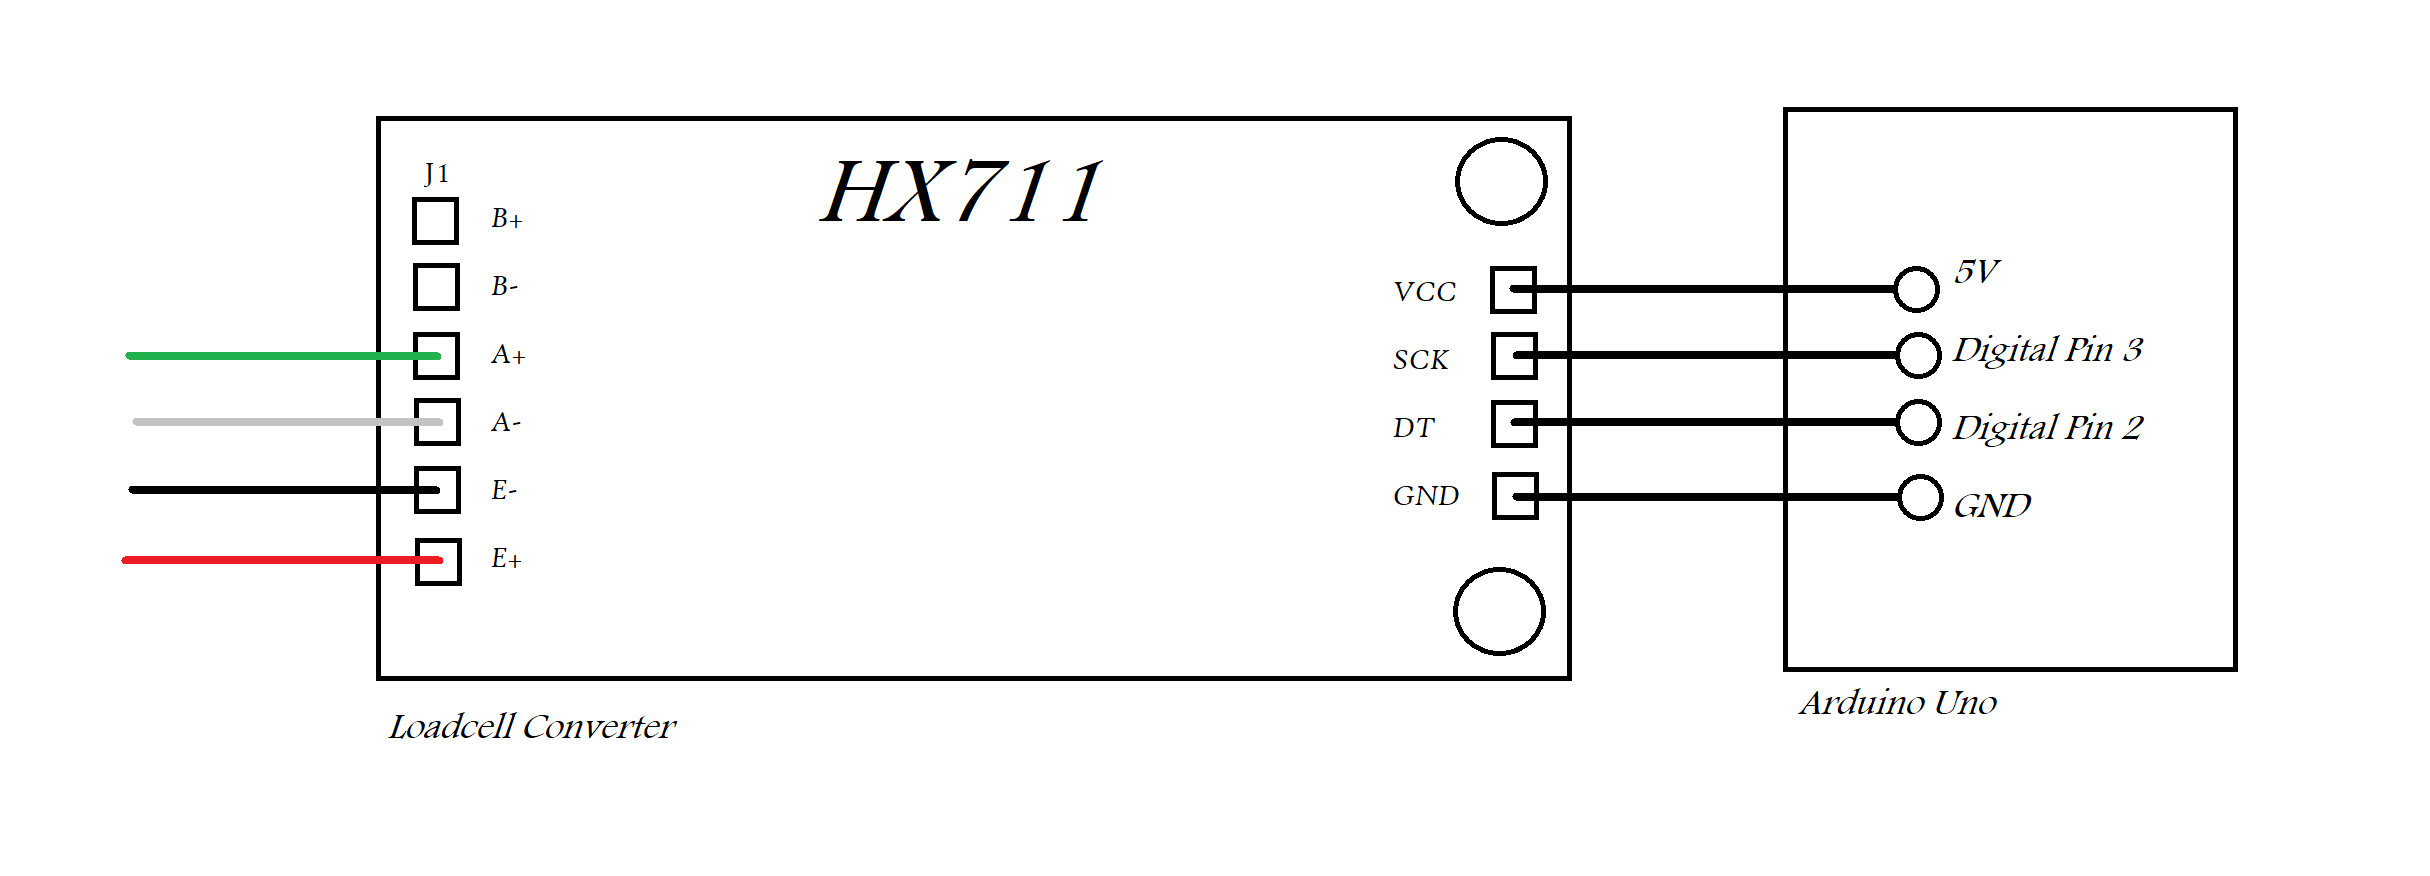 J1
HX711
B+
B-
A+
A-
E-
E+
VCC
SCK
DT
GND
5V
Digital Pin 3
Digital Pin 2
GND
Loadcell Converter
Arduino Uno